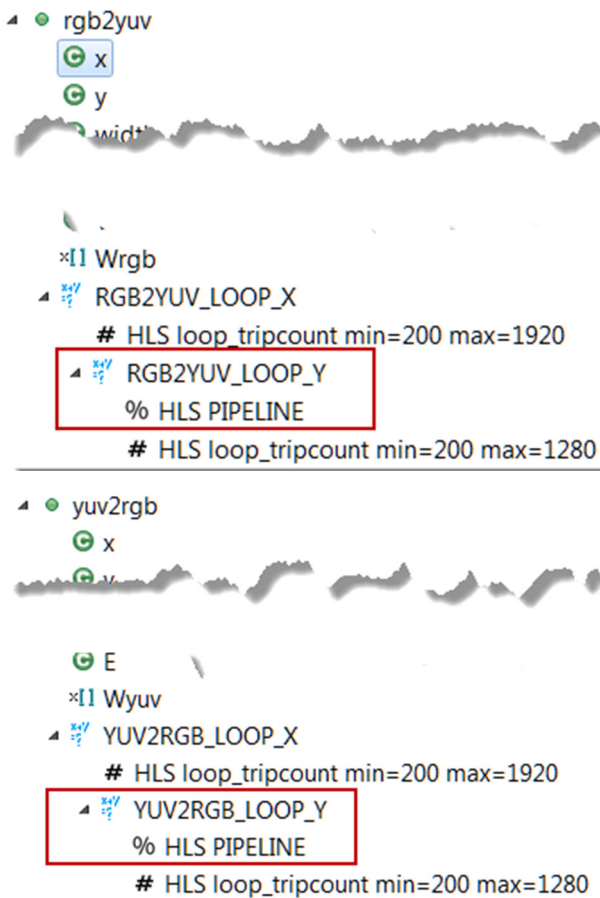 rgb2yuv
x
y
Wrgb
RGB2YUV_LOOP_X
# HLS loop_tripcount min=200 max=1920
RGB2YUV_LOOP_Y
% HLS PIPELINE
# HLS loop_tripcount min=200 max=1280
yuv2rgb
x
E
Wyuv
YUV2RGB_LOOP_X
# HLS loop_tripcount min=200 max=1920
YUV2RGB_LOOP_Y
% HLS PIPELINE
# HLS loop_tripcount min=200 max=1280